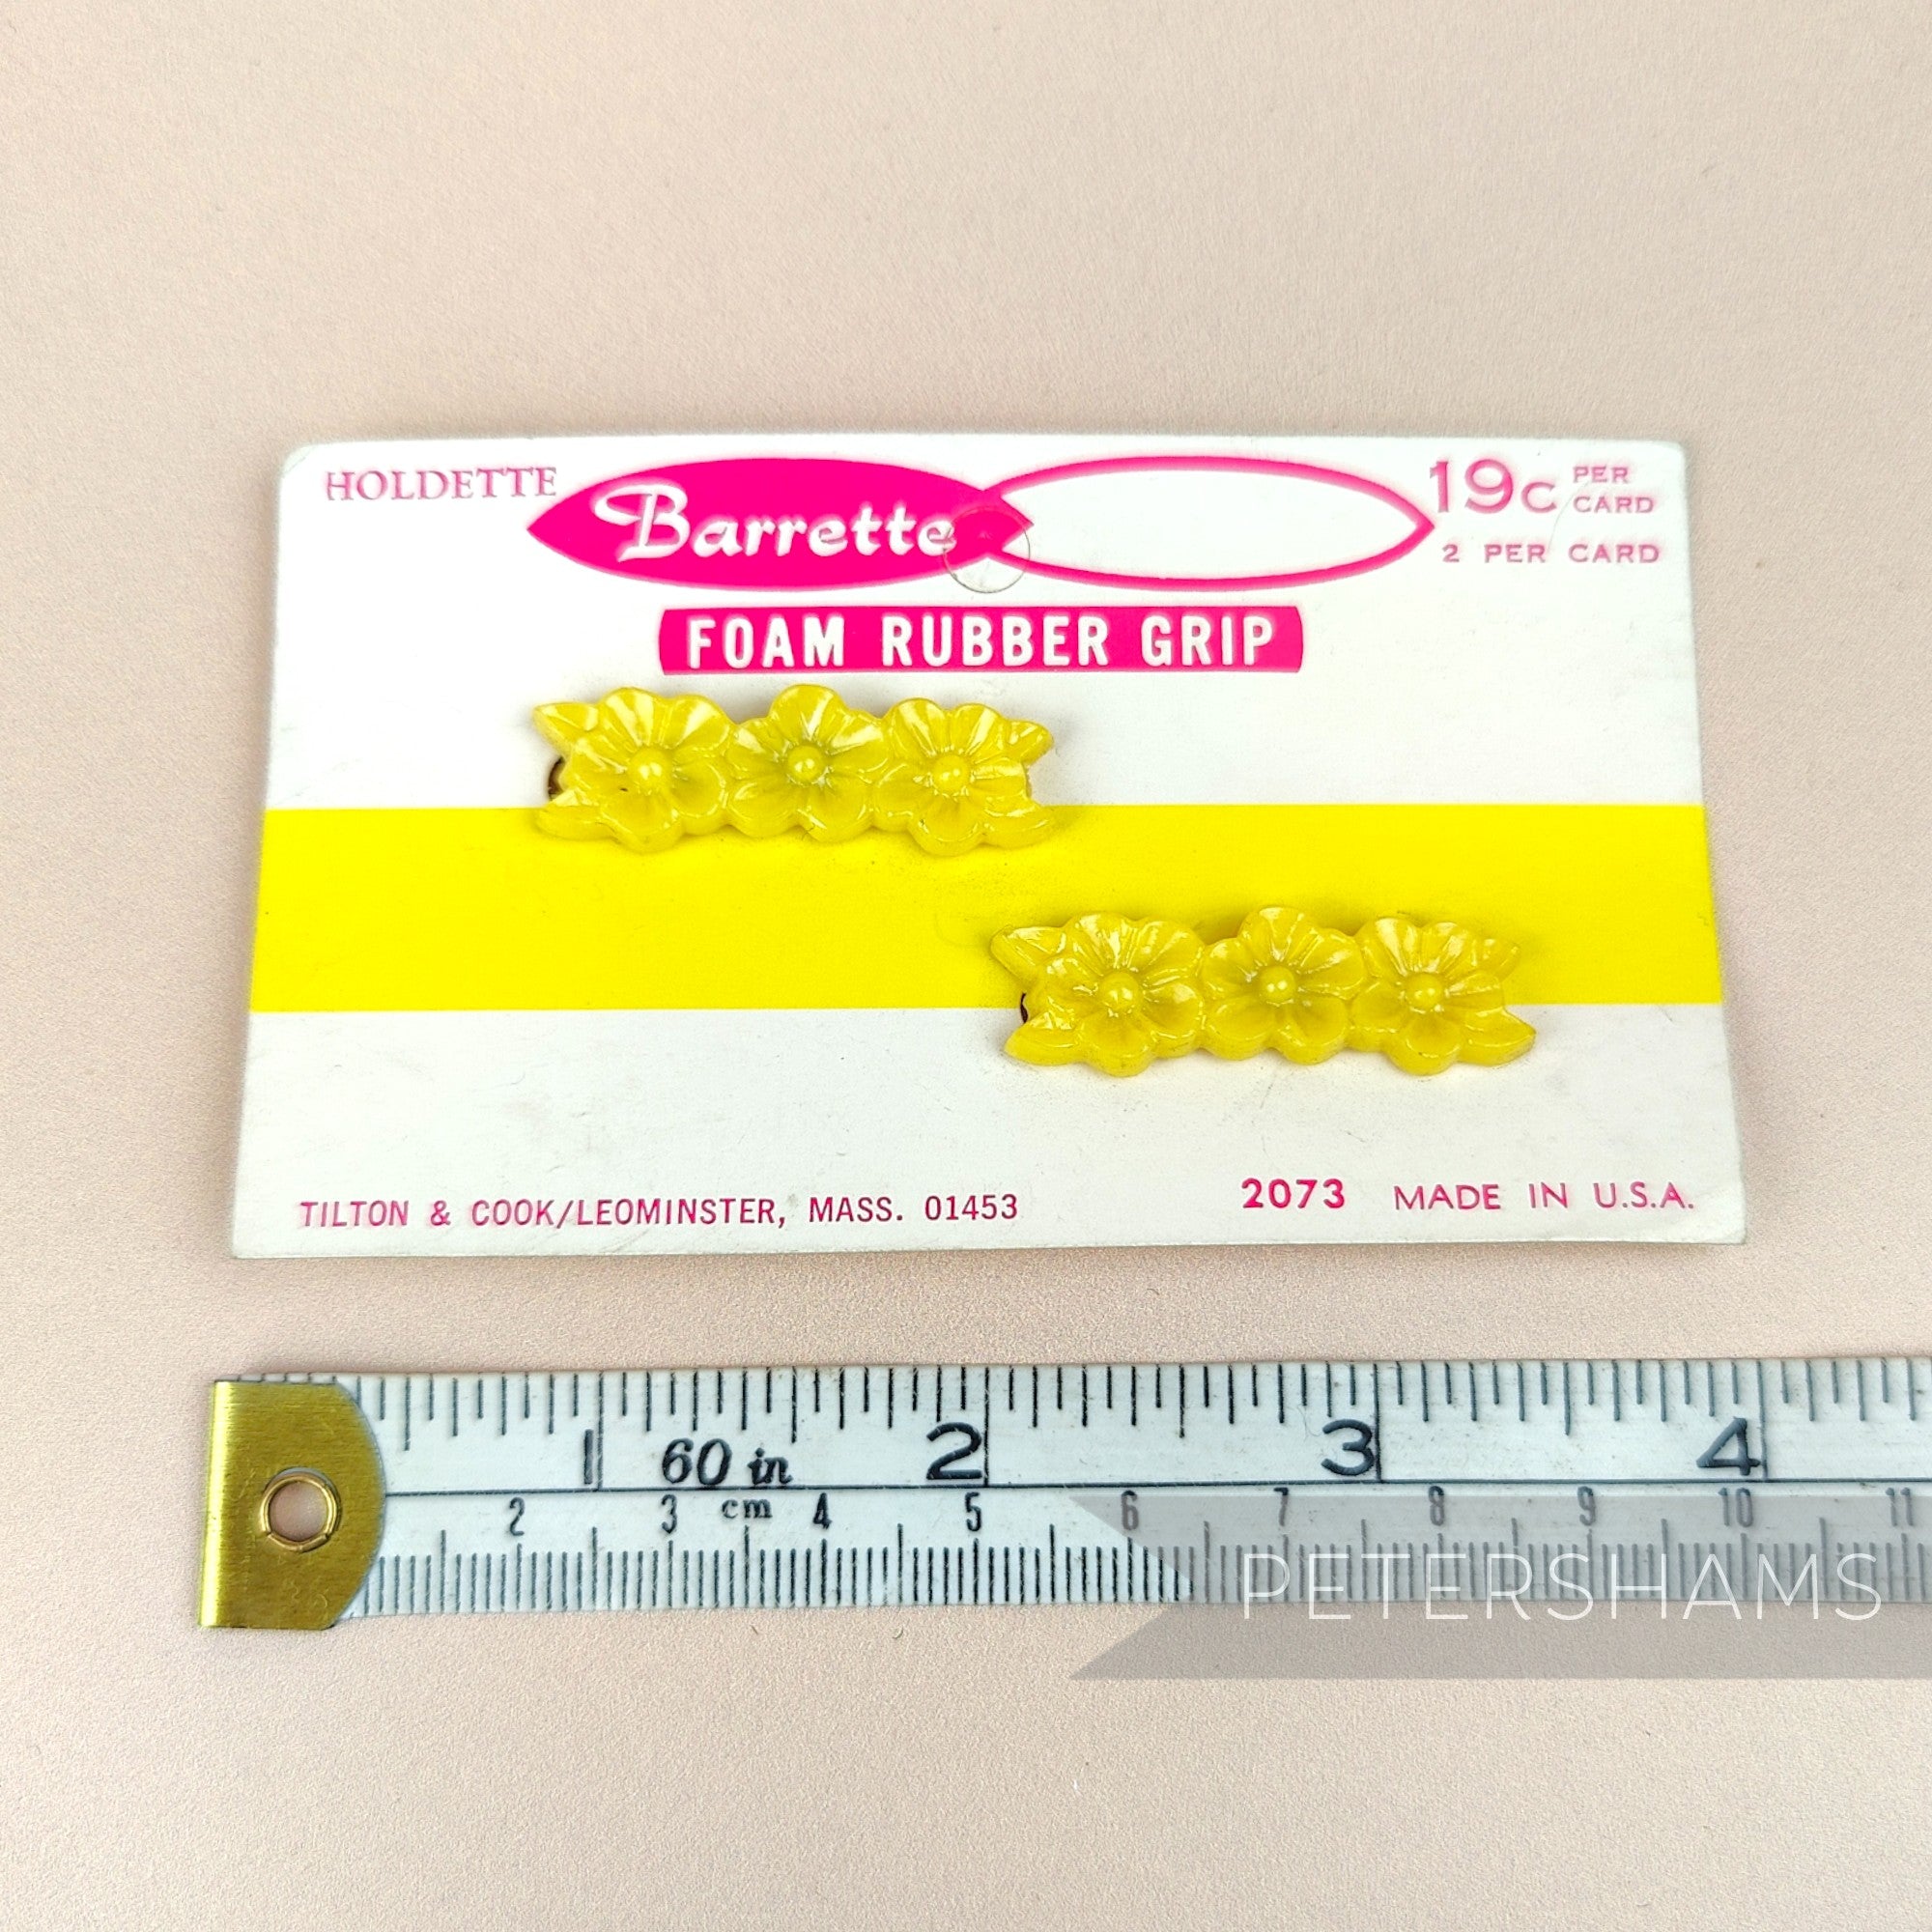 HOLDETTE
Barrette
19c PER CARD
2 PER CARD
FOAM RUBBER GRIP
TILTON & COOK/LEOMINSTER, MASS. 01453
2073 MADE IN U.S.A.
1 60 in 2 3 4
2 3 cm 4 5 6 7 8 9 10 11
PETERSHAMS